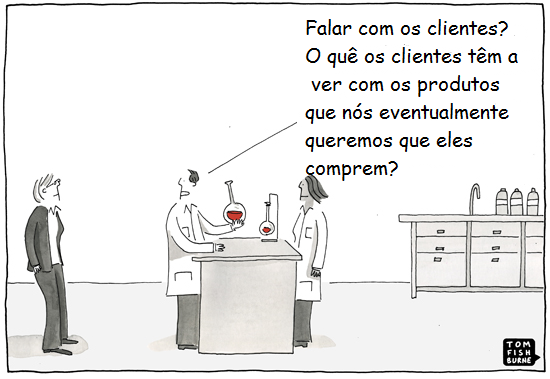 Falar com os clientes?
O quê os clientes têm a
ver com os produtos
que nós eventualmente
queremos que eles
comprem?
TOM
FISH
BURNE